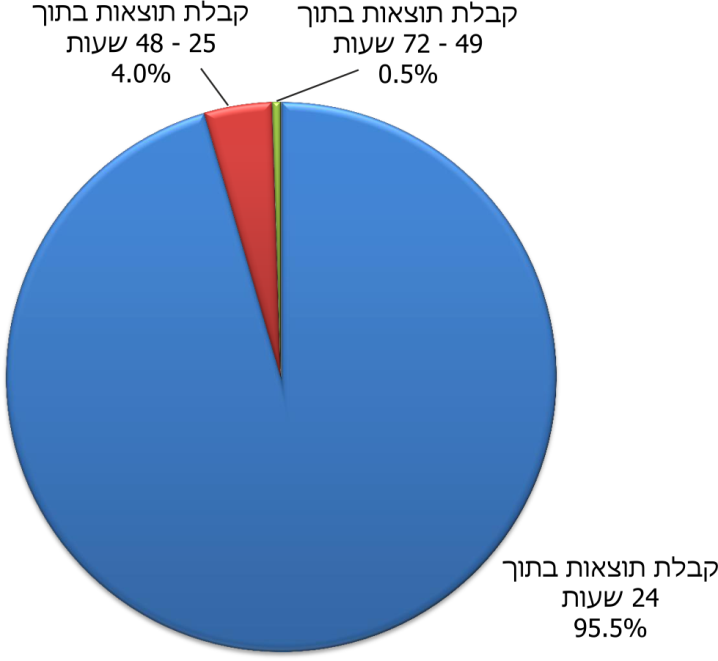 קבלת תוצאות בתוך
49 - 72 שעות
0.5%
קבלת תוצאות בתוך
25 - 48 שעות
4.0%
קבלת תוצאות בתוך
24 שעות
95.5%